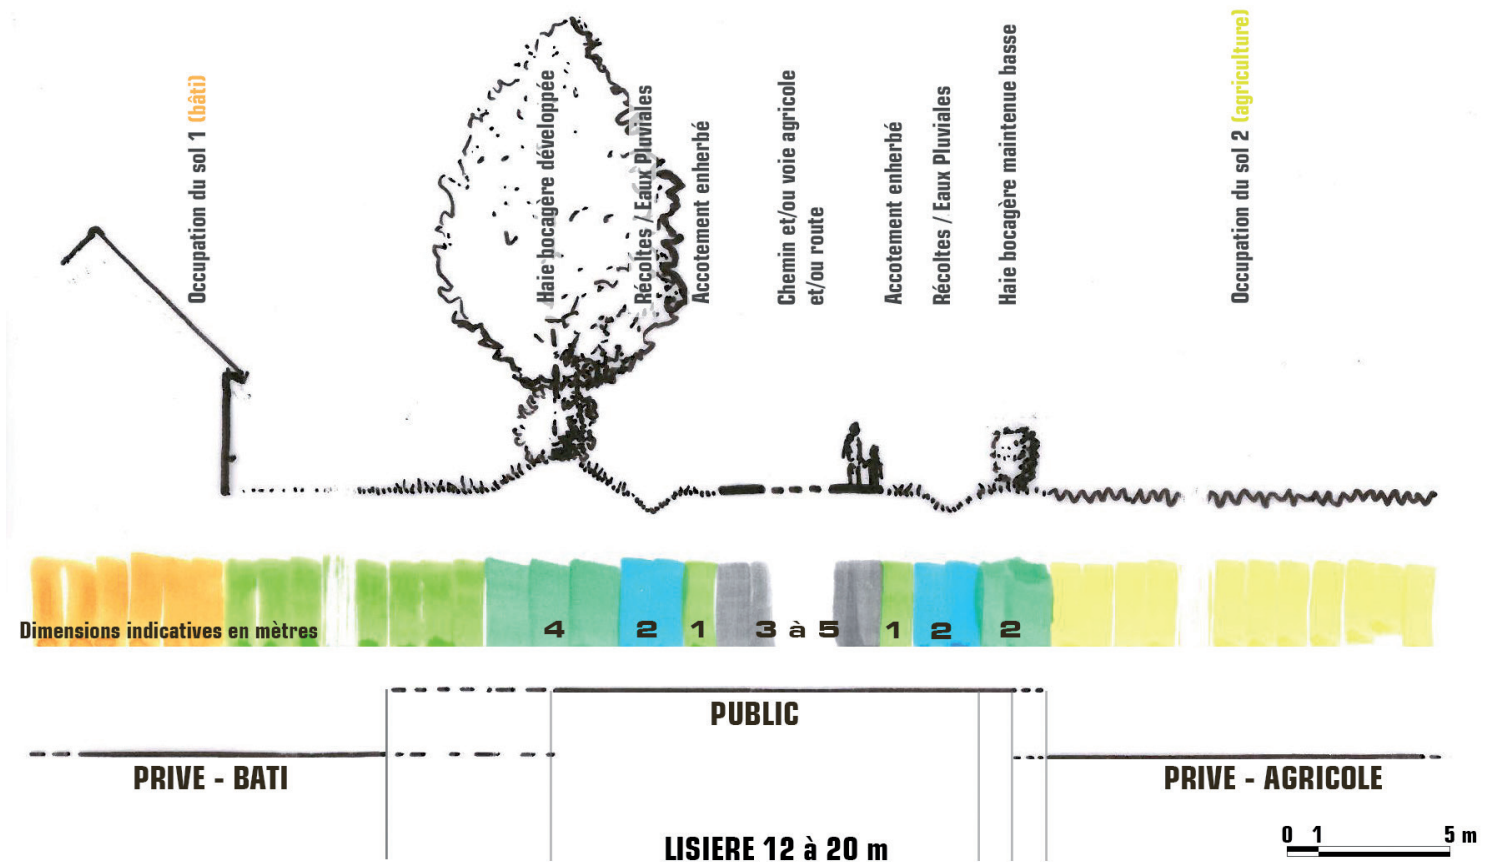 Occupation du sol 1 (bâti)
Haie bocagère développée
Récoltes / Eaux Pluviales
Accotement enherbé
Chemin et/ou voie agricole
et/ou route
Accotement enherbé
Récoltes / Eaux Pluviales
Haie bocagère maintenue basse
Occupation du sol 2 (agriculture)
Dimensions indicatives en mètres 4 2 1 3 à 5 1 2 2
PUBLIC
PRIVE - BATI PRIVE - AGRICOLE
LISIERE 12 à 20 m
0 1 5 m